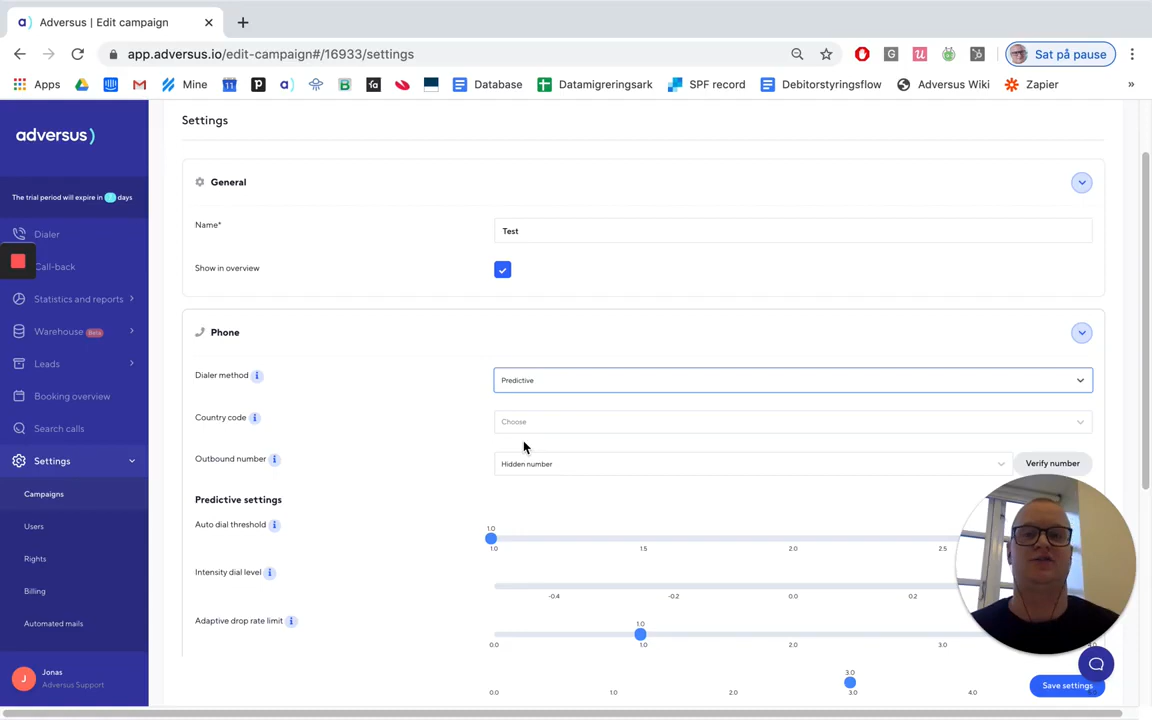 a) Adversus | Edit campaign
app.adversus.io/edit-campaign#/16933/settings
Sat på pause
Apps
Mine
Database
Datamigreringsark
SPF record
Debitorstyringsflow
Adversus Wiki
Zapier
»
adversus)
The trial period will expire in days
Dialer
Call-back
Statistics and reports
Warehouse Beta
Leads
Booking overview
Search calls
Settings
Campaigns
Users
Rights
Billing
Automated mails
J
Jonas
Adversus Support
Settings
General
Name*
Test
Show in overview
Phone
Dialer method i
Predictive
Country code i
Choose
Outbound number i
Hidden number
Verify number
Predictive settings
Auto dial threshold i
1.0
1.0 1.5 2.0 2.5
Intensity dial level i
-0.4 -0.2 0.0 0.2
Adaptive drop rate limit i
1.0
0.0 1.0 2.0 3.0
3.0
0.0 1.0 2.0 3.0 4.0
Save settings